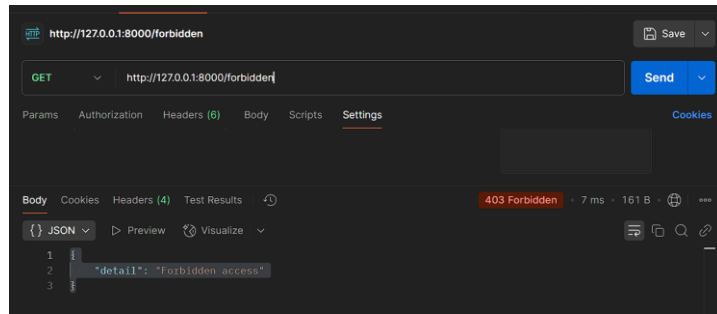 HTTP http://127.0.0.1:8000/forbidden Save
GET http://127.0.0.1:8000/forbidden Send
Params Authorization Headers (6) Body Scripts Settings Cookies
Body Cookies Headers (4) Test Results 403 Forbidden 7 ms 161 B
{} JSON Preview Visualize
1 {
2 "detail": "Forbidden access"
3 }